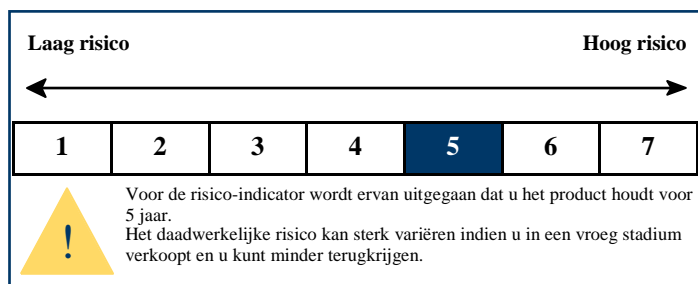 Laag risico Hoog risico
1 2 3 4 5 6 7
Voor de risico-indicator wordt ervan uitgegaan dat u het product houdt voor
5 jaar.
Het daadwerkelijke risico kan sterk variëren indien u in een vroeg stadium
verkoopt en u kunt minder terugkrijgen.
!